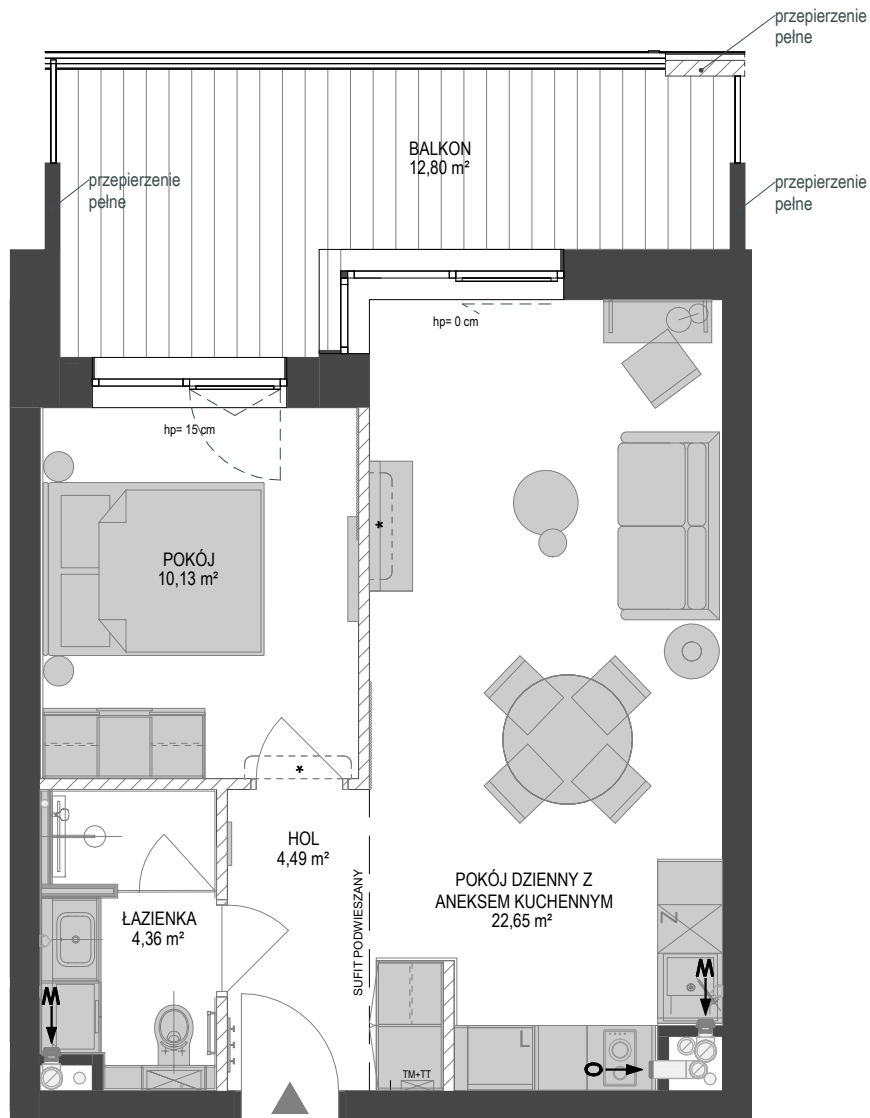 przepierzenie
pełne
BALKON
12,80 m²
przepierzenie
pełne
przepierzenie
pełne
hp= 0 cm
hp= 15 cm
*
POKÓJ
10,13 m²
*
HOL
4,49 m²
SUFIT PODWIESZANY
POKÓJ DZIENNY Z
ANEKSEM KUCHENNYM
22,65 m²
ŁAZIENKA
4,36 m²
Z
M
M
L
O
TM+TT